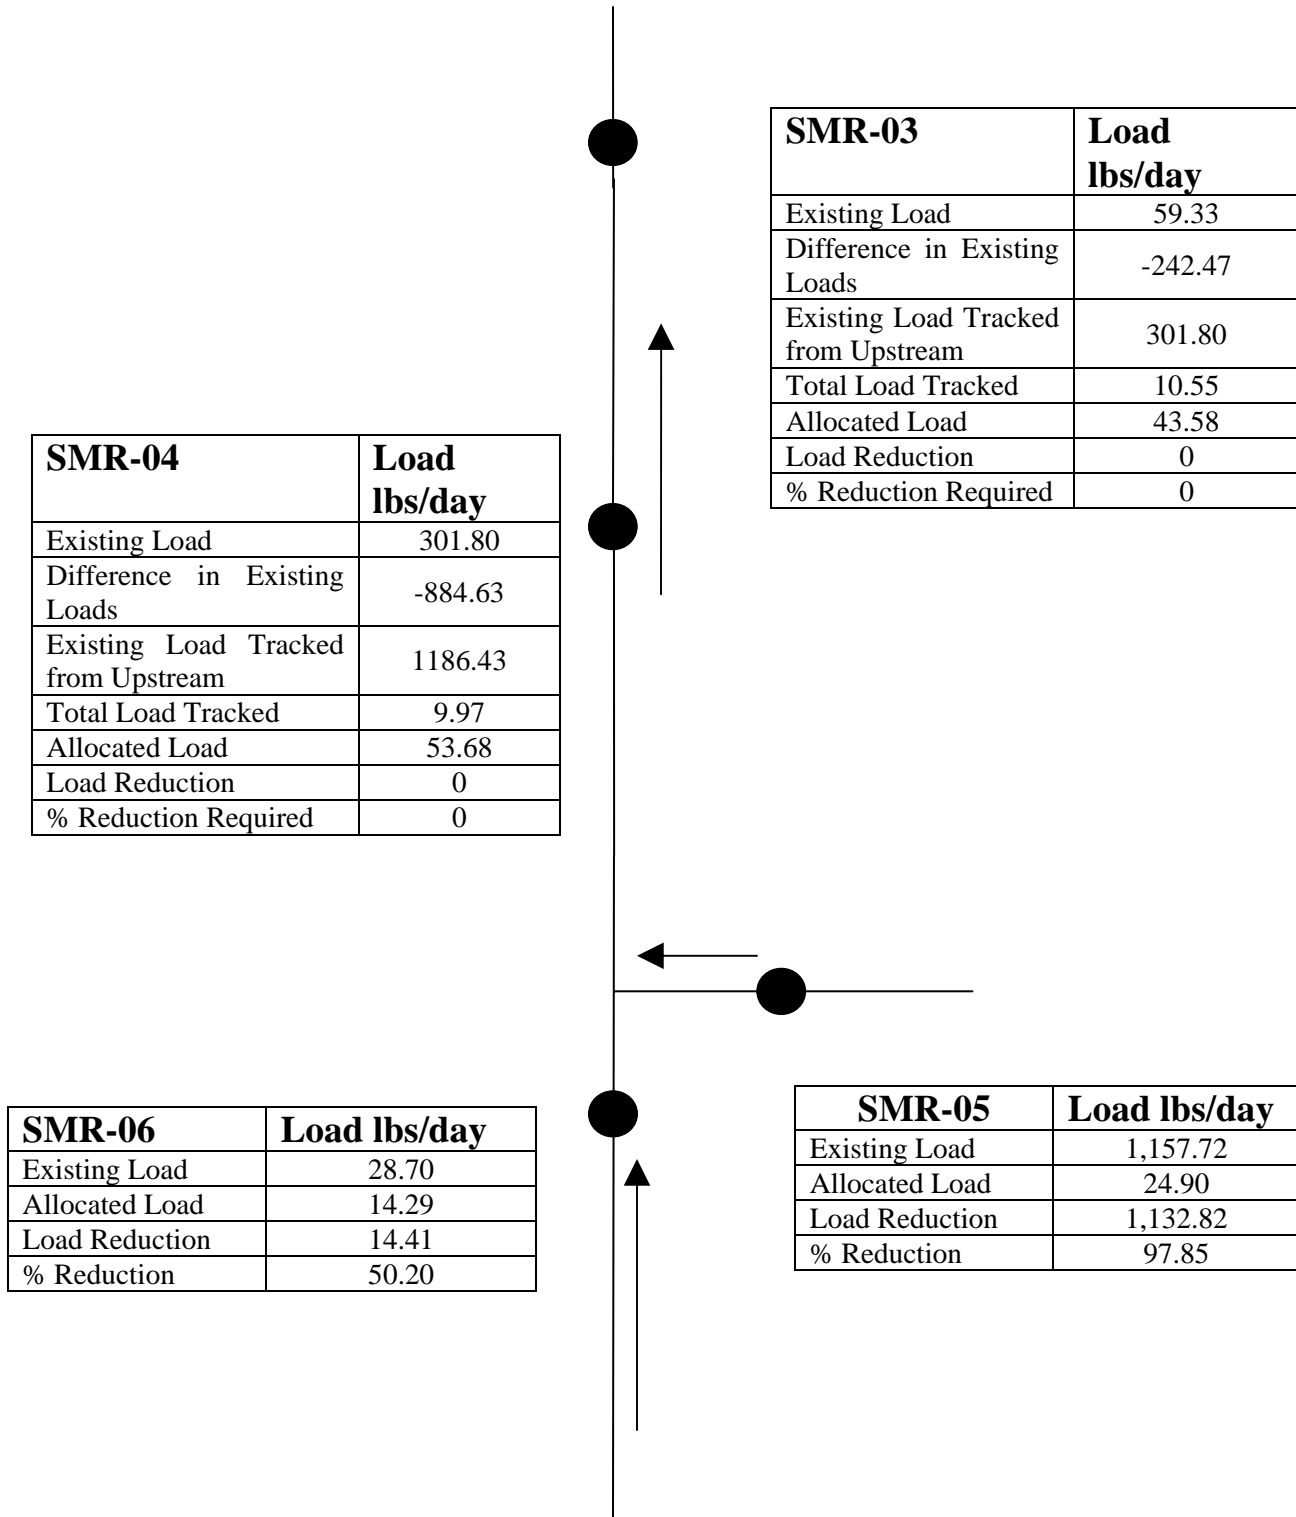 SMR-03 Load
lbs/day
Existing Load 59.33
Difference in Existing
Loads -242.47
Existing Load Tracked
from Upstream 301.80
Total Load Tracked 10.55
Allocated Load 43.58
Load Reduction 0
% Reduction Required 0
SMR-04 Load
lbs/day
Existing Load 301.80
Difference in Existing
Loads -884.63
Existing Load Tracked
from Upstream 1186.43
Total Load Tracked 9.97
Allocated Load 53.68
Load Reduction 0
% Reduction Required 0
SMR-06 Load lbs/day
Existing Load 28.70
Allocated Load 14.29
Load Reduction 14.41
% Reduction 50.20
SMR-05 Load lbs/day
Existing Load 1,157.72
Allocated Load 24.90
Load Reduction 1,132.82
% Reduction 97.85